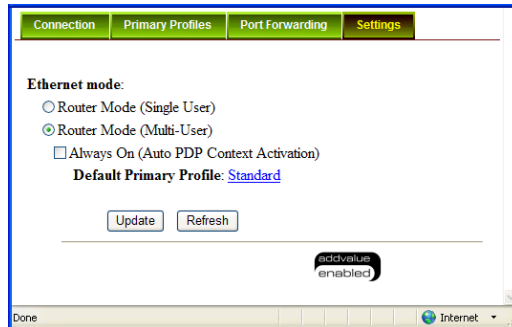 Connection Primary Profiles Port Forwarding Settings
Ethernet mode:
Router Mode (Single User)
Router Mode (Multi-User)
Always On (Auto PDP Context Activation)
Default Primary Profile: Standard
Update Refresh
addvalue
enabled
Done Internet